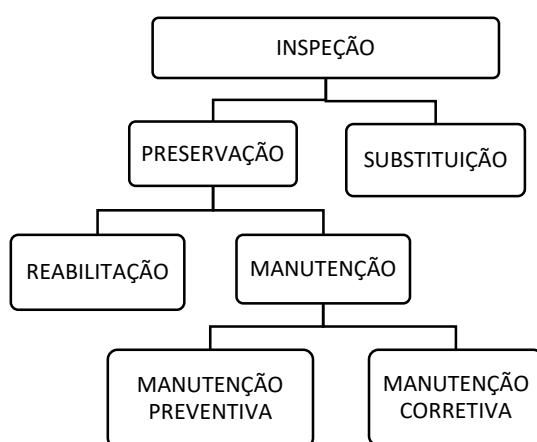 INSPEÇÃO
PRESERVAÇÃO
SUBSTITUIÇÃO
REABILITAÇÃO
MANUTENÇÃO
MANUTENÇÃO
PREVENTIVA
MANUTENÇÃO
CORRETIVA